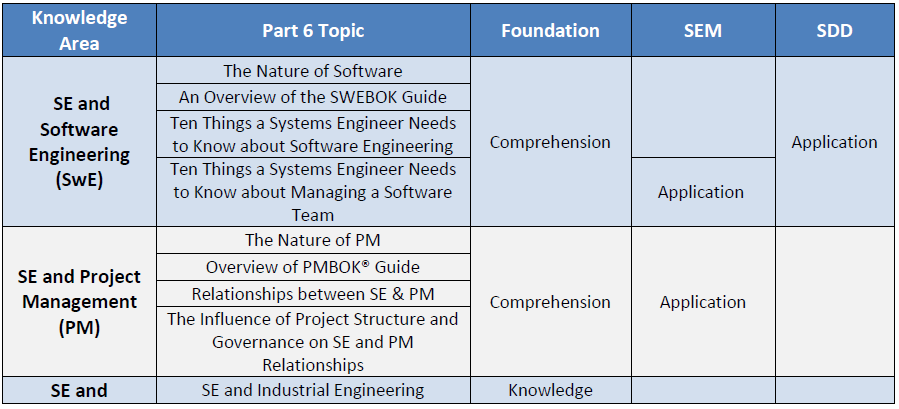 Knowledge
Area
Part 6 Topic
Foundation
SEM
SDD
SE and
Software
Engineering
(SwE)
The Nature of Software
An Overview of the SWEBOK Guide
Ten Things a Systems Engineer Needs
to Know about Software Engineering
Ten Things a Systems Engineer Needs
to Know about Managing a Software
Team
Comprehension
Application
Application
SE and Project
Management
(PM)
The Nature of PM
Overview of PMBOK® Guide
Relationships between SE & PM
The Influence of Project Structure and
Governance on SE and PM
Relationships
Comprehension
Application
SE and
SE and Industrial Engineering
Knowledge